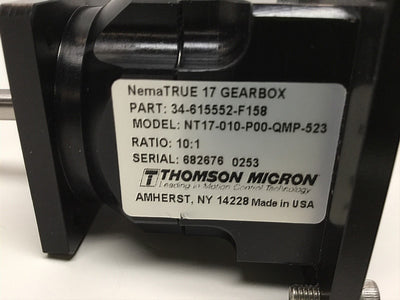 NemaTRUE 17 GEARBOX
PART: 34-615552-F158
MODEL: NT17-010-P00-QMP-523
RATIO: 10:1
SERIAL: 682676 0253
THOMSON MICRON
Leading in Motion Control Technology
AMHERST, NY 14228 Made in USA